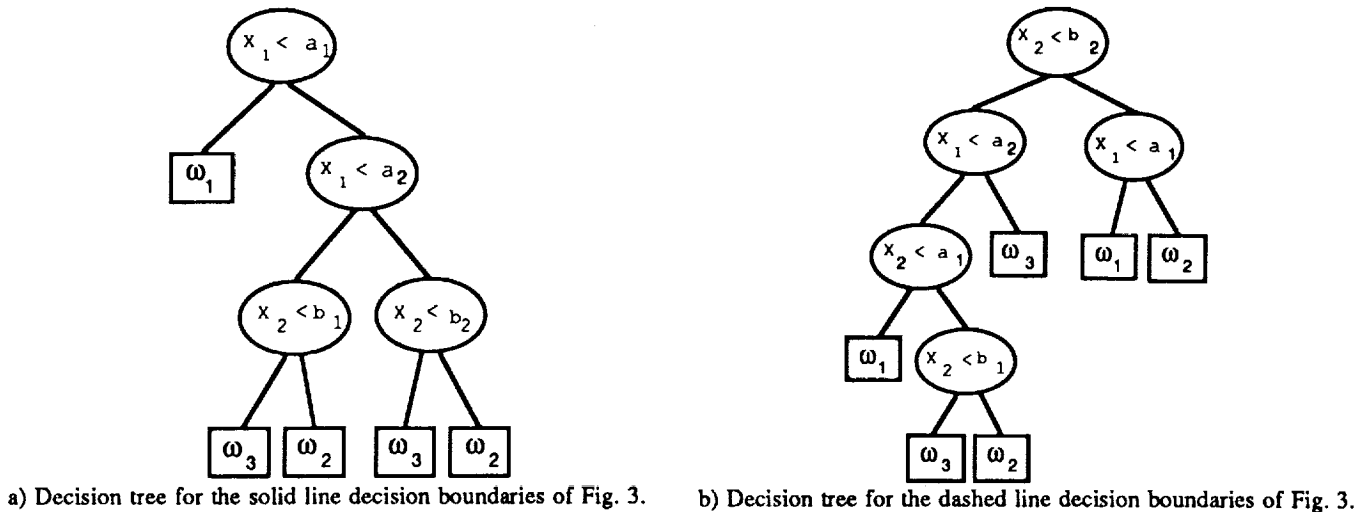 X₁ < a₁
ω₁
X₁ < a₂
X₂ < b₁
X₂ < b₂
ω₃
ω₂
ω₃
ω₂
a) Decision tree for the solid line decision boundaries of Fig. 3.
X₂ < b₂
X₁ < a₂
X₁ < a₁
X₂ < a₁
ω₃
ω₁
ω₂
ω₁
X₂ < b₁
ω₃
ω₂
b) Decision tree for the dashed line decision boundaries of Fig. 3.